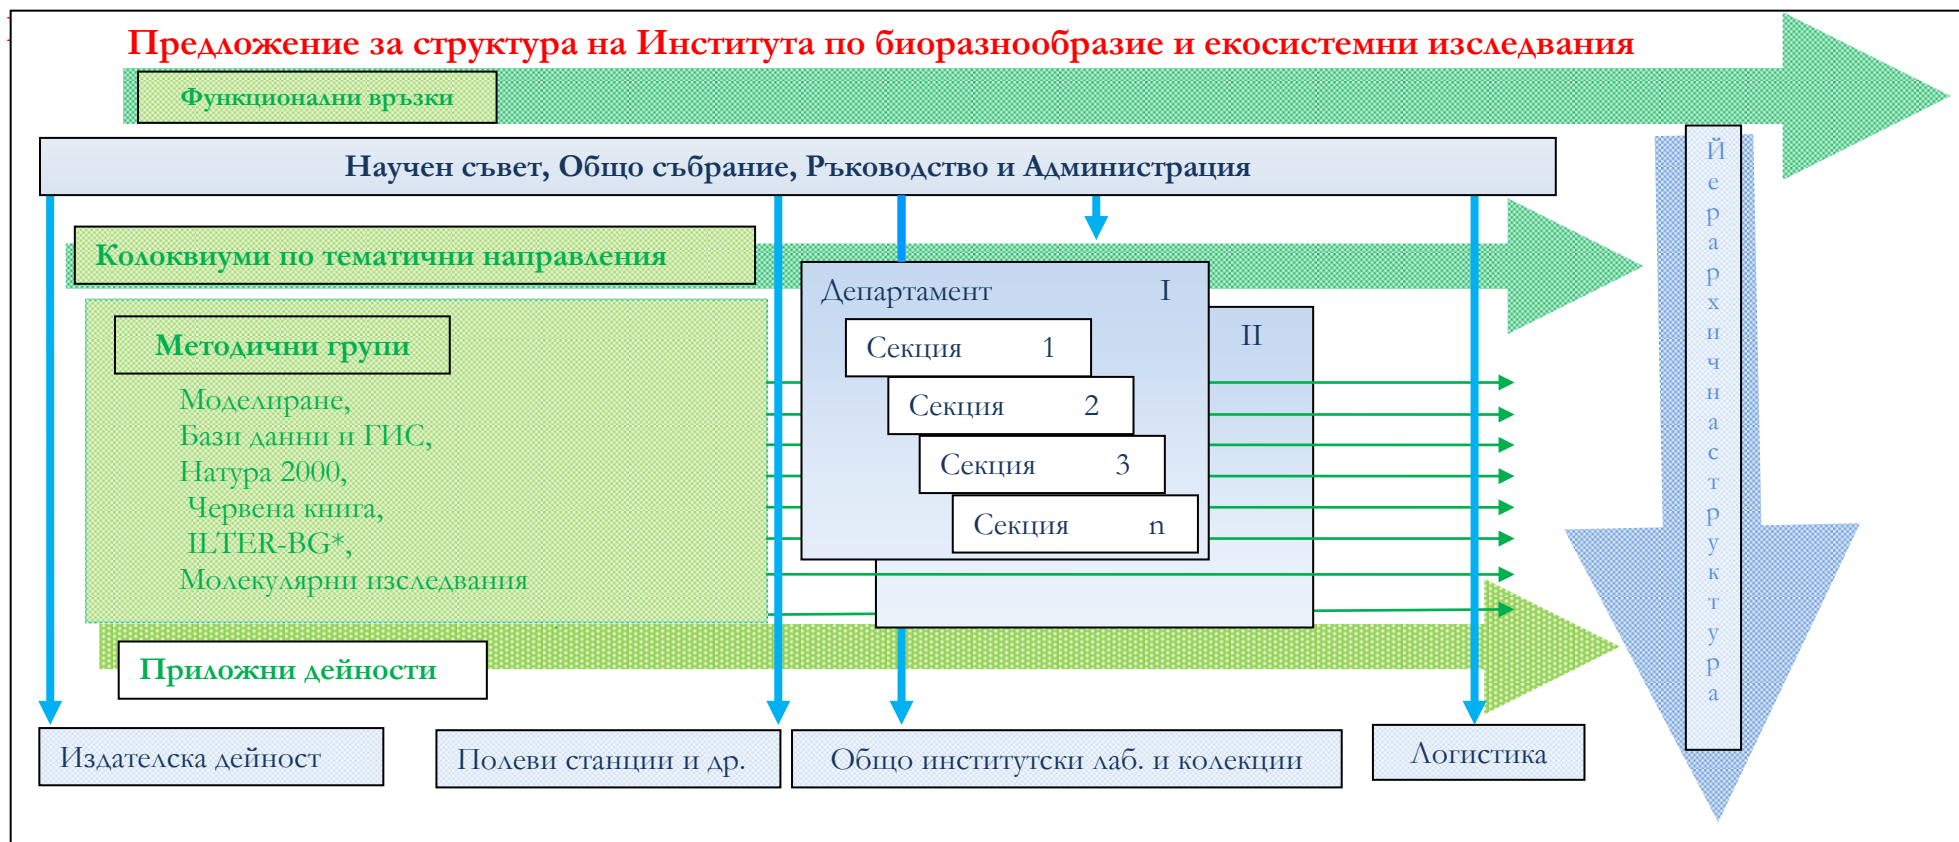 Предложение за структура на Института по биоразнообразие и екосистемни изследвания
Функционални връзки
Научен съвет, Общо събрание, Ръководство и Администрация
Колоквиуми по тематични направления
Департамент I
II
Секция 1
Секция 2
Секция 3
Секция n
Методични групи
Моделиране,
Бази данни и ГИС,
Натура 2000,
Червена книга,
ILTER-BG*,
Молекулярни изследвания
Приложни дейности
Издателска дейност
Полеви станции и др.
Общо институтски лаб. и колекции
Логистика
Йерархична структура